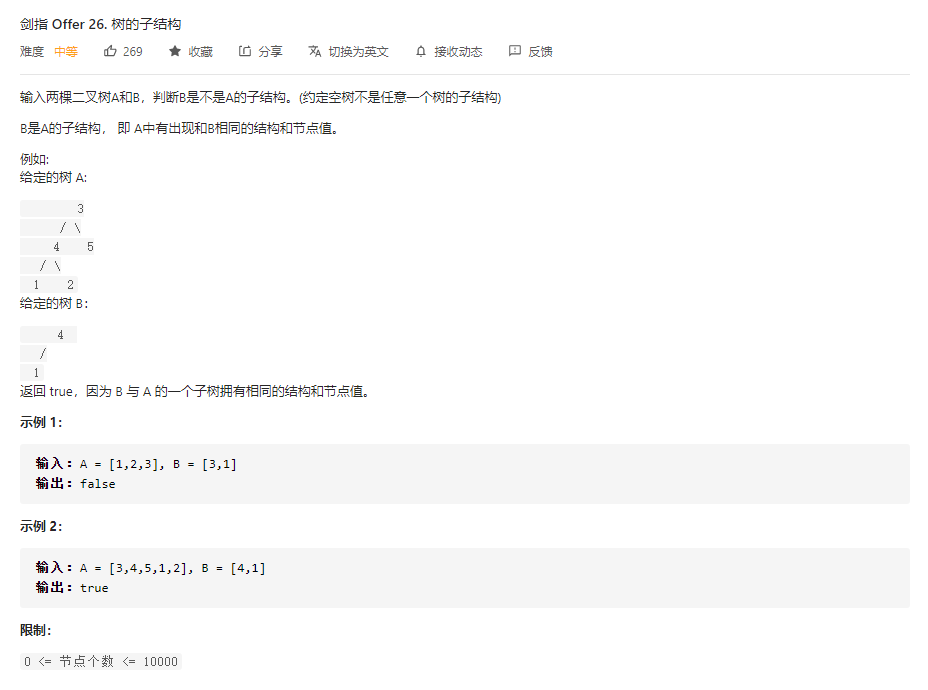 剑指 Offer 26. 树的子结构
难度 中等 269 收藏 分享 切换为英文 接收动态 反馈
输入两棵二叉树A和B，判断B是不是A的子结构。(约定空树不是任意一个树的子结构)
B是A的子结构， 即 A中有出现和B相同的结构和节点值。
例如:
给定的树 A:
3
/ \
4 5
/ \
1 2
给定的树 B：
4
/
1
返回 true，因为 B 与 A 的一个子树拥有相同的结构和节点值。
示例 1：
输入：A = [1,2,3], B = [3,1]
输出：false
示例 2：
输入：A = [3,4,5,1,2], B = [4,1]
输出：true
限制：
0 <= 节点个数 <= 10000